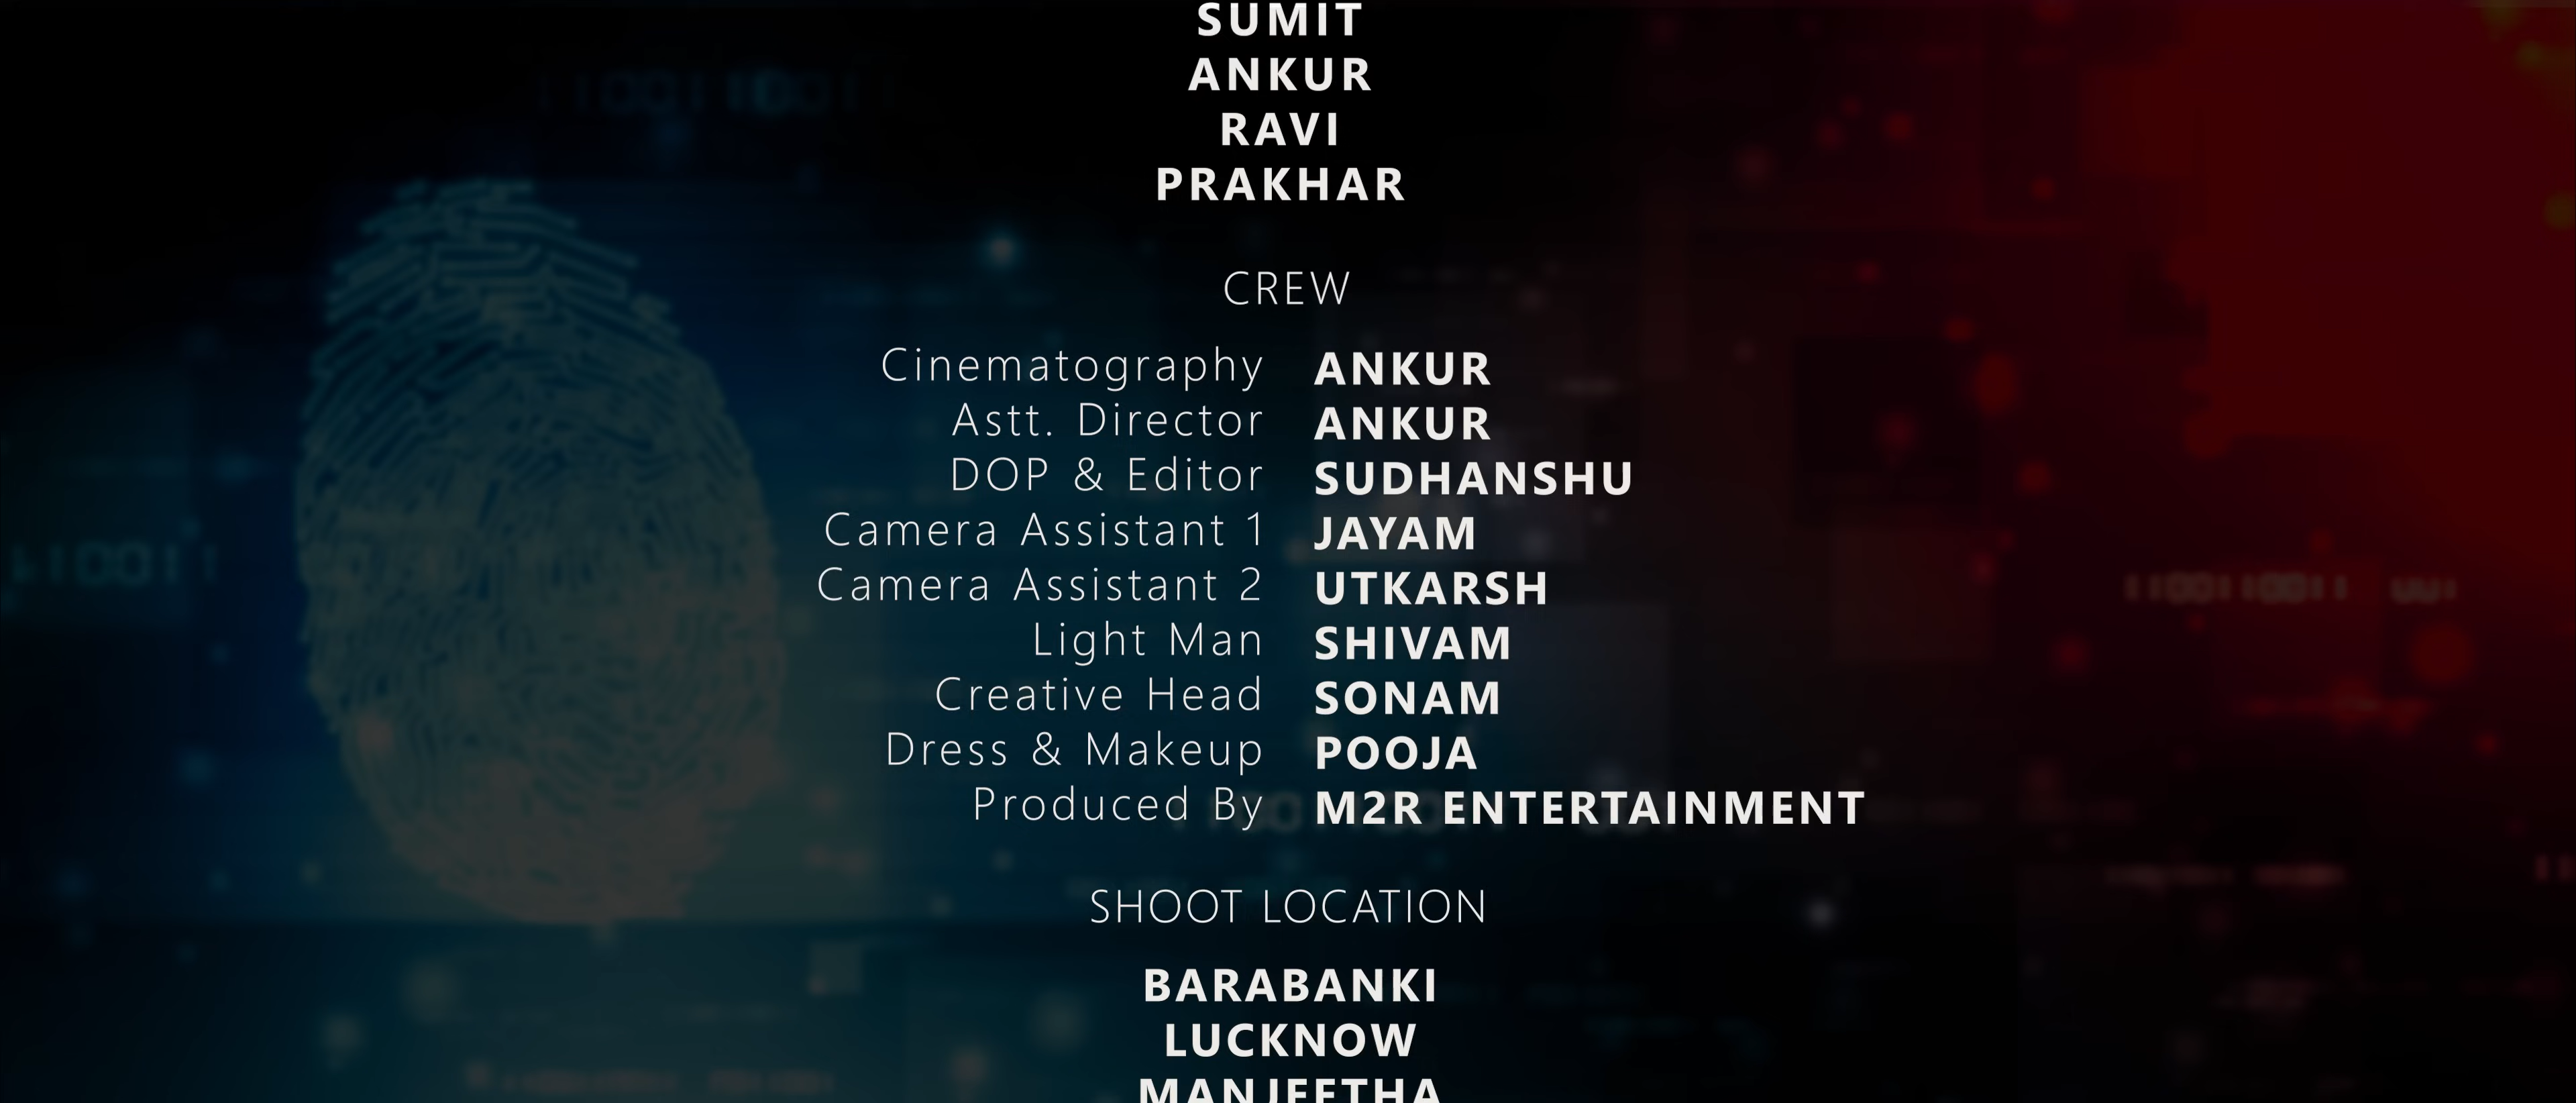 SUMIT
ANKUR
RAVI
PRAKHAR
CREW
Cinematography ANKUR
Astt. Director ANKUR
DOP & Editor SUDHANSHU
Camera Assistant 1 JAYAM
Camera Assistant 2 UTKARSH
Light Man SHIVAM
Creative Head SONAM
Dress & Makeup POOJA
Produced By M2R ENTERTAINMENT
SHOOT LOCATION
BARABANKI
LUCKNOW
MANJEETHA